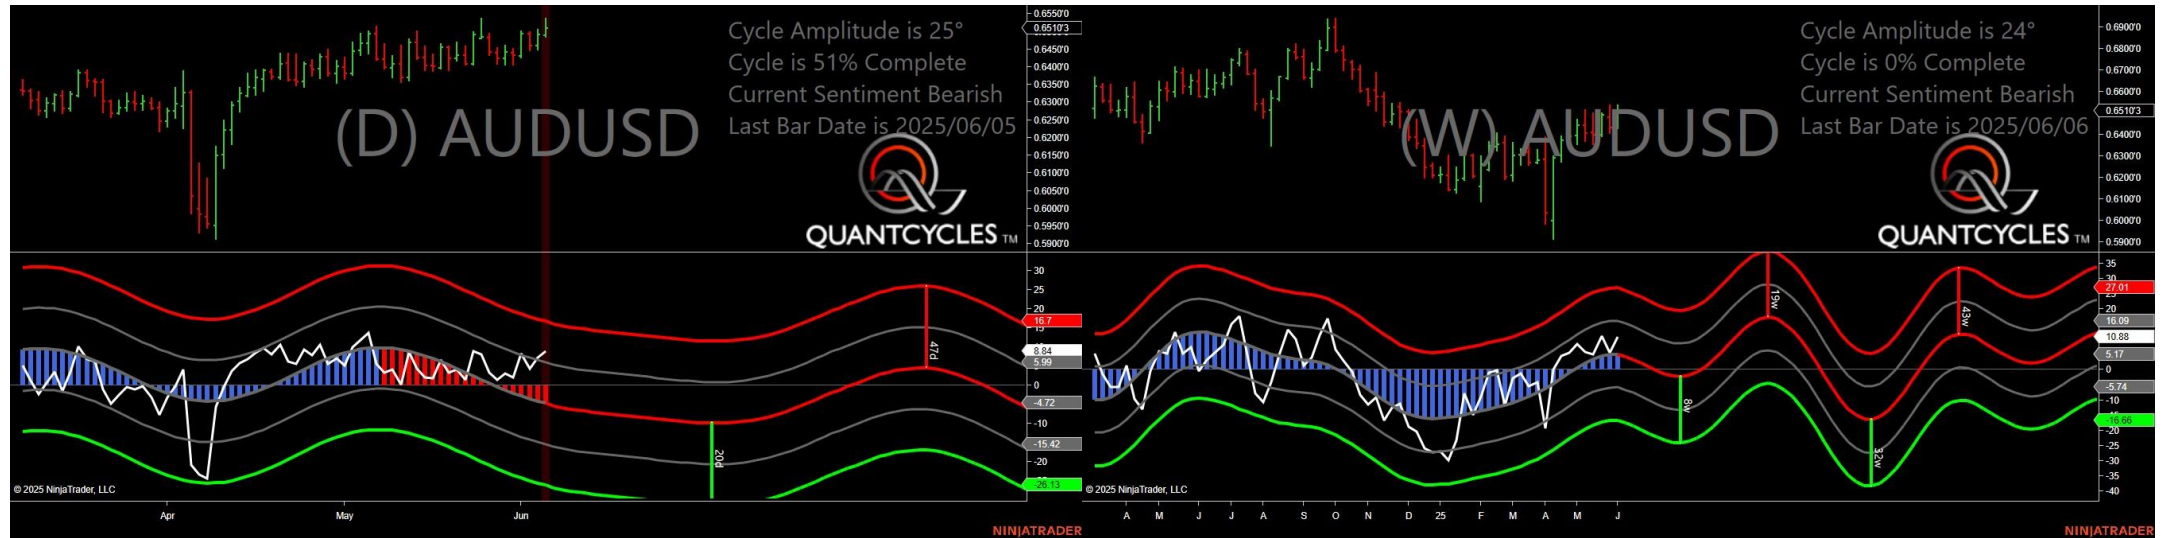 Cycle Amplitude is 25°
Cycle is 51% Complete
Current Sentiment Bearish
Last Bar Date is 2025/06/05
(D) AUDUSD
QUANTCYCLES TM
0.6550'0
0.6510'3
0.6450'0
0.6400'0
0.6350'0
0.6300'0
0.6250'0
0.6200'0
0.6150'0
0.6100'0
0.6050'0
0.6000'0
0.5950'0
0.5900'0
30
25
20
16.7
15
8.84
5.99
0
-4.72
-10
-15.42
-20
-26.13
47d
20d
© 2025 NinjaTrader, LLC
Apr May Jun
NINJATRADER
Cycle Amplitude is 24°
Cycle is 0% Complete
Current Sentiment Bearish
Last Bar Date is 2025/06/06
(W) AUDUSD
QUANTCYCLES TM
0.6900'0
0.6800'0
0.6700'0
0.6600'0
0.6510'3
0.6400'0
0.6300'0
0.6200'0
0.6100'0
0.6000'0
0.5900'0
35
30
27.01
25
16.09
10.88
5.17
0
-5.74
-10
-16.66
-20
-25
-30
-35
-40
19w
43w
8w
32w
© 2025 NinjaTrader, LLC
A M J J A S O N D 25 F M A M J
NINJATRADER